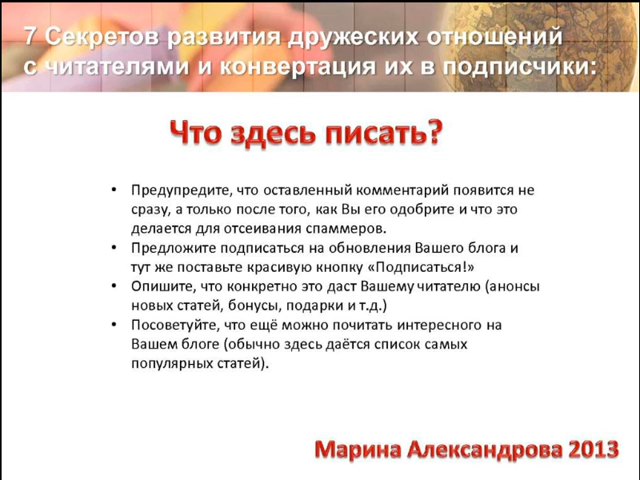 7 Секретов развития дружеских отношений
с читателями и конвертация их в подписчики:
Что здесь писать?
• Предупредите, что оставленный комментарий появится не
сразу, а только после того, как Вы его одобрите и что это
делается для отсеивания спаммеров.
• Предложите подписаться на обновления Вашего блога и
тут же поставьте красивую кнопку «Подписаться!»
• Опишите, что конкретно это даст Вашему читателю (анонсы
новых статей, бонусы, подарки и т.д.)
• Посоветуйте, что ещё можно почитать интересного на
Вашем блоге (обычно здесь даётся список самых
популярных статей).
Марина Александрова 2013